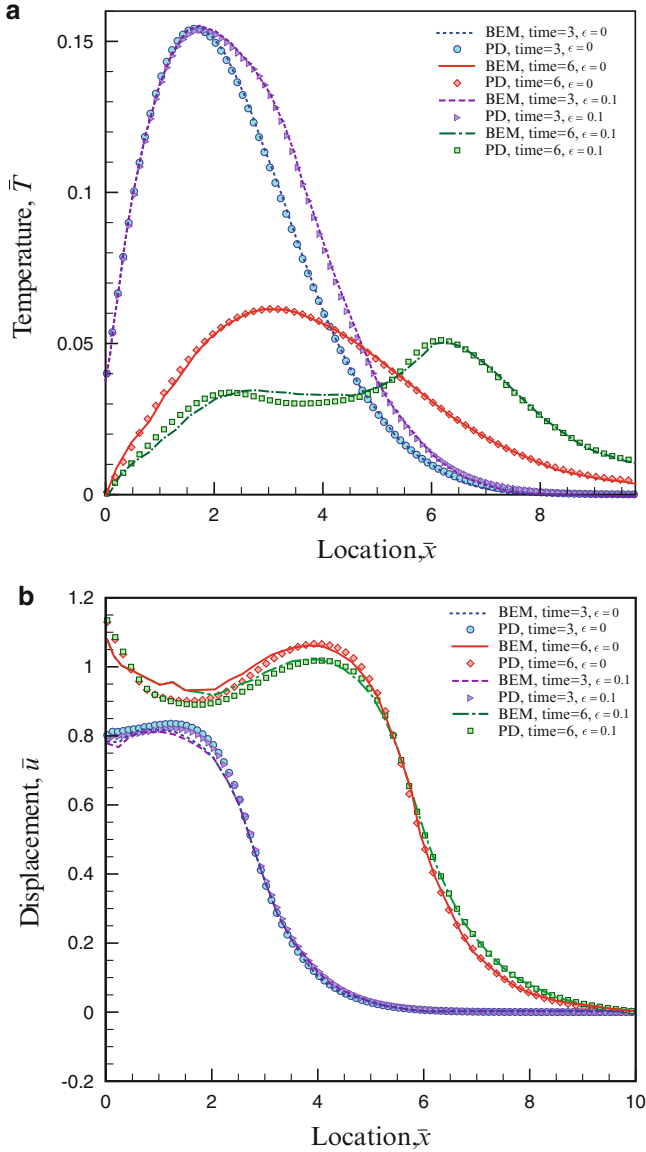 a
BEM, time=3, ϵ=0
PD, time=3, ϵ=0
BEM, time=6, ϵ=0
PD, time=6, ϵ=0
BEM, time=3, ϵ=0.1
PD, time=3, ϵ=0.1
BEM, time=6, ϵ=0.1
PD, time=6, ϵ=0.1
0.15
0.1
0.05
0
Temperature, T̄
0 2 4 6 8
Location,x̄
b
BEM, time=3, ϵ=0
PD, time=3, ϵ=0
BEM, time=6, ϵ=0
PD, time=6, ϵ=0
BEM, time=3, ϵ=0.1
PD, time=3, ϵ=0.1
BEM, time=6, ϵ=0.1
PD, time=6, ϵ=0.1
1.2
1
0.8
0.6
0.4
0.2
0
-0.2
Displacement, ū
0 2 4 6 8 10
Location,x̄